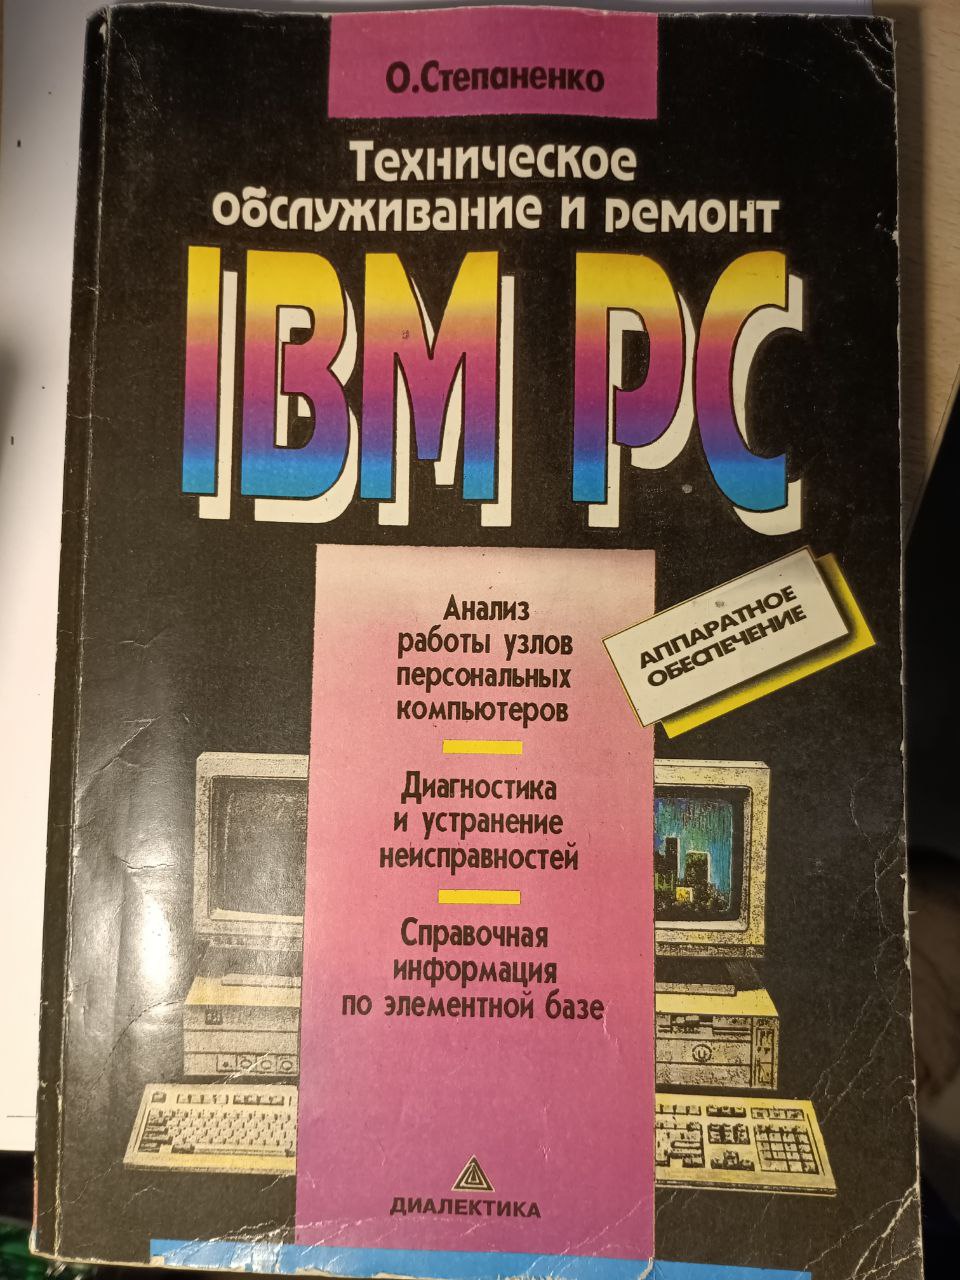 О.Степаненко
Техническое
обслуживание и ремонт
IBM PC
АППАРАТНОЕ
ОБЕСПЕЧЕНИЕ
Анализ
работы узлов
персональных
компьютеров
Диагностика
и устранение
неисправностей
Справочная
информация
по элементной базе
ДИАЛЕКТИКА